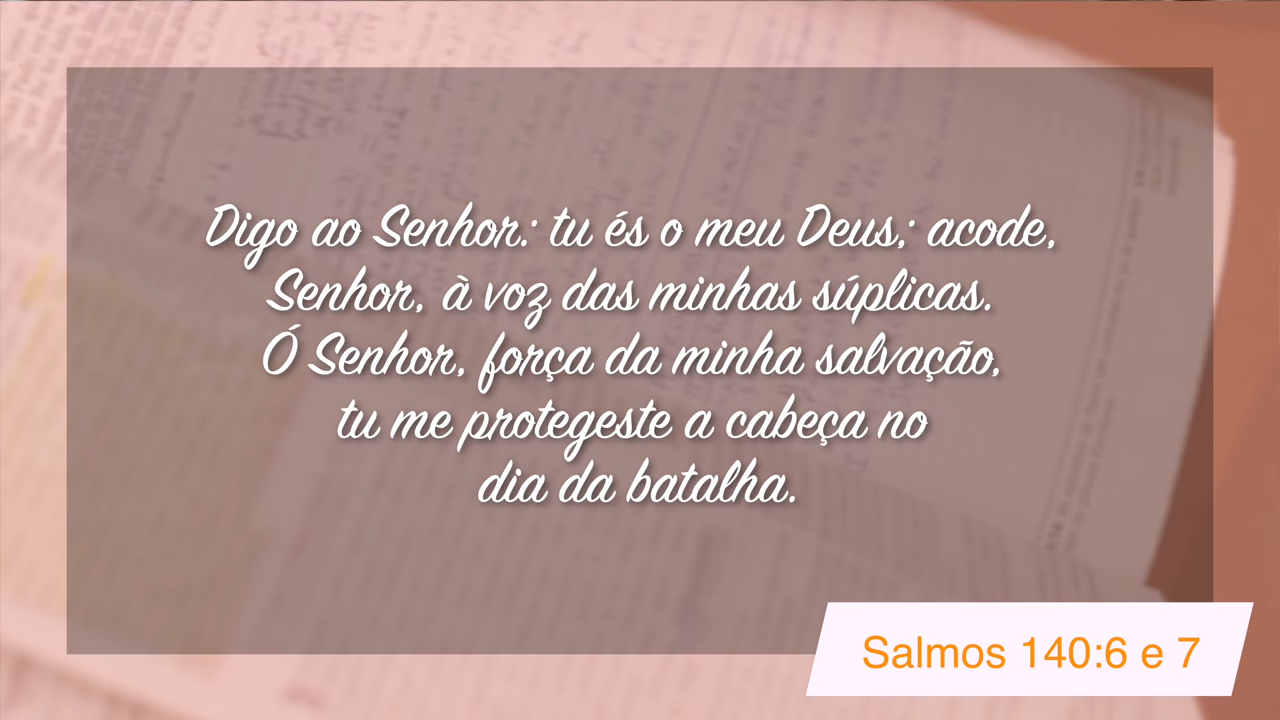 Digo ao Senhor: tu és o meu Deus; acode,
Senhor, à voz das minhas súplicas.
Ó Senhor, força da minha salvação,
tu me protegeste a cabeça no
dia da batalha.
Salmos 140:6 e 7